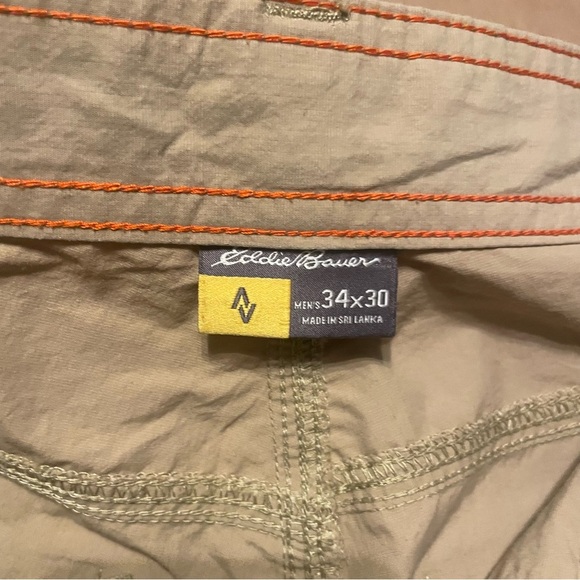 Eddie Bauer
MEN'S 34x30
MADE IN SRI LANKA